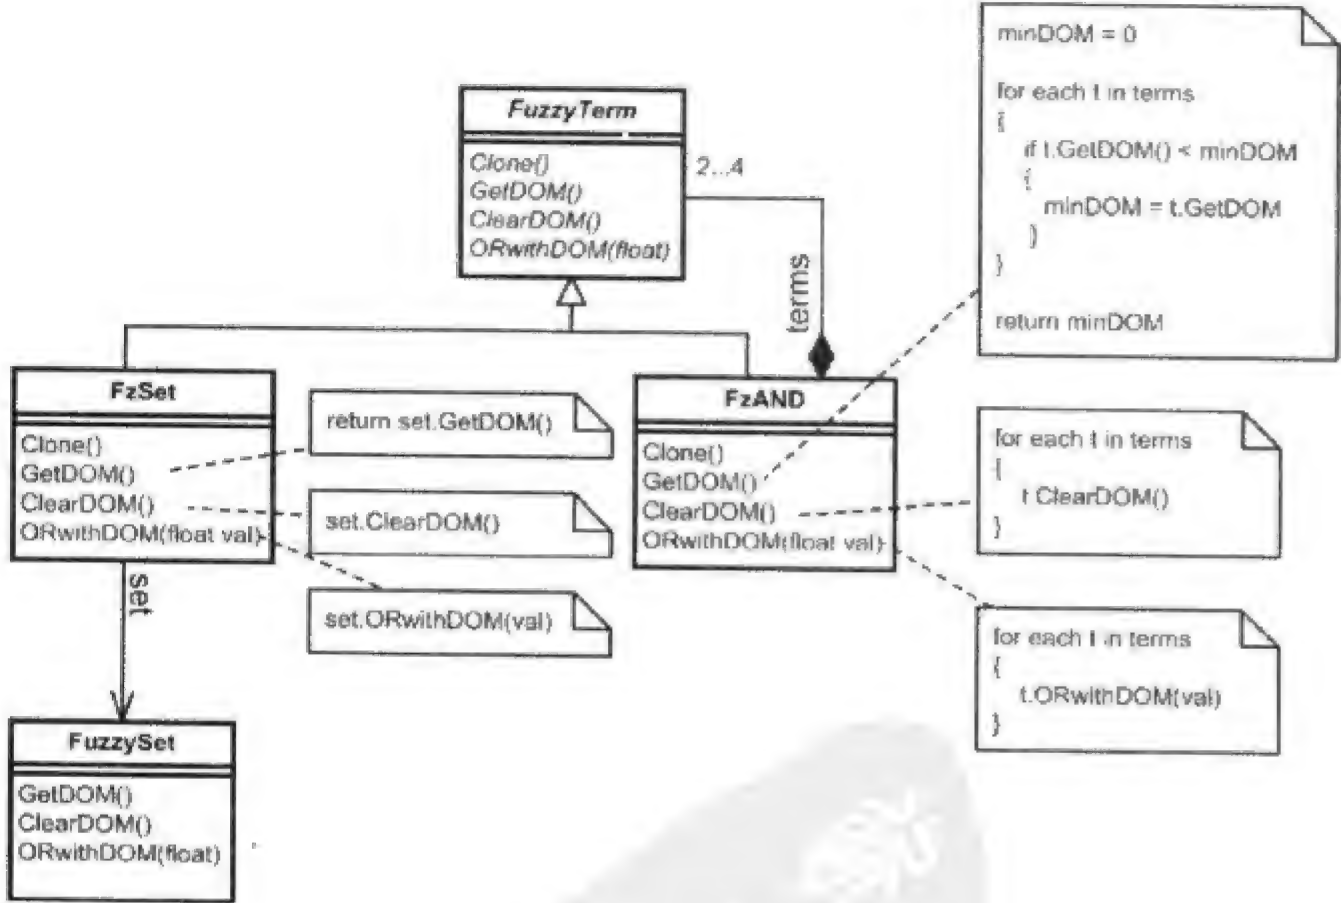 FuzzyTerm
Clone()
GetDOM()
ClearDOM()
ORwithDOM(float)
2...4
terms
FzSet
Clone()
GetDOM()
ClearDOM()
ORwithDOM(float val)
return set.GetDOM()
set.ClearDOM()
set.ORwithDOM(val)
set
FuzzySet
GetDOM()
ClearDOM()
ORwithDOM(float)
FzAND
Clone()
GetDOM()
ClearDOM()
ORwithDOM(float val)
minDOM = 0
for each t in terms
{
if t.GetDOM() < minDOM
{
minDOM = t.GetDOM
}
}
return minDOM
for each t in terms
{
t.ClearDOM()
}
for each t in terms
{
t.ORwithDOM(val)
}